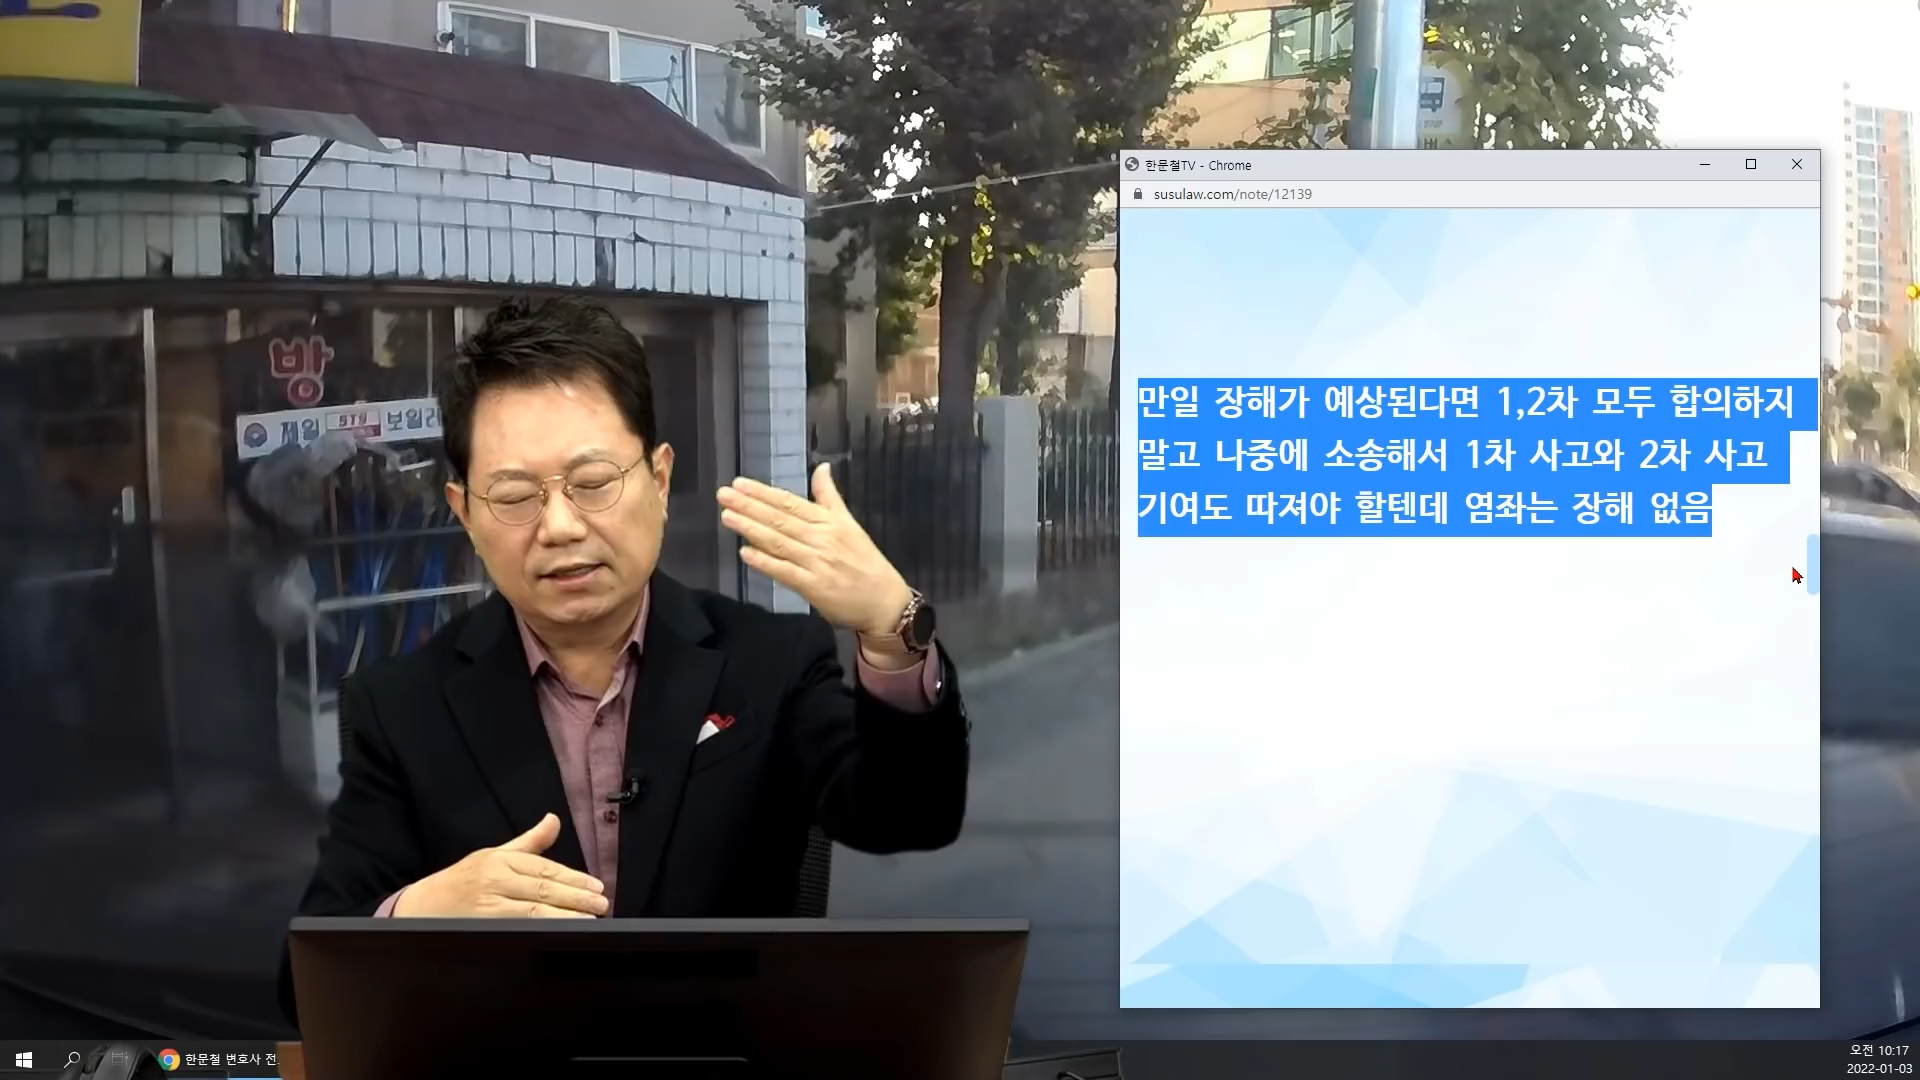 방
제일
보일러
한문철TV - Chrome
susulaw.com/note/12139
만일 장해가 예상된다면 1,2차 모두 합의하지
말고 나중에 소송해서 1차 사고와 2차 사고
기여도 따져야 할텐데 염좌는 장해 없음
한문철 변호사 전
오전 10:17
2022-01-03